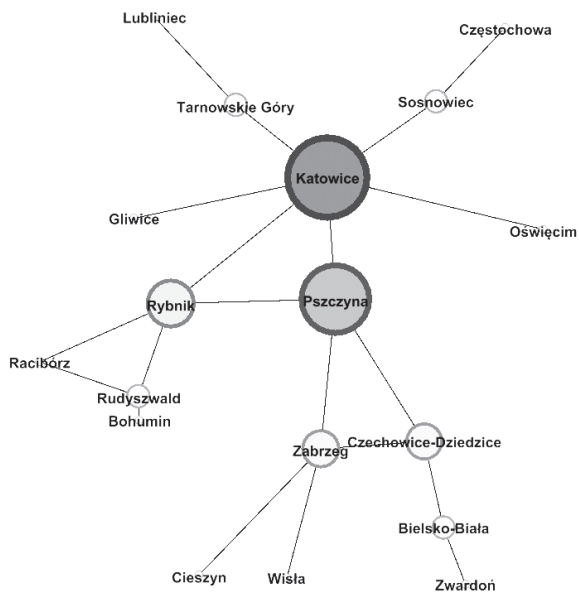 Lubliniec
Częstochowa
Tarnowskie Góry
Sosnowiec
Katowice
Gliwice
Oświęcim
Rybnik
Pszczyna
Racibórz
Rudyszwald
Bohumin
Zabrzeg
Czechowice-Dziedzice
Bielsko-Biała
Cieszyn
Wisła
Zwardoń